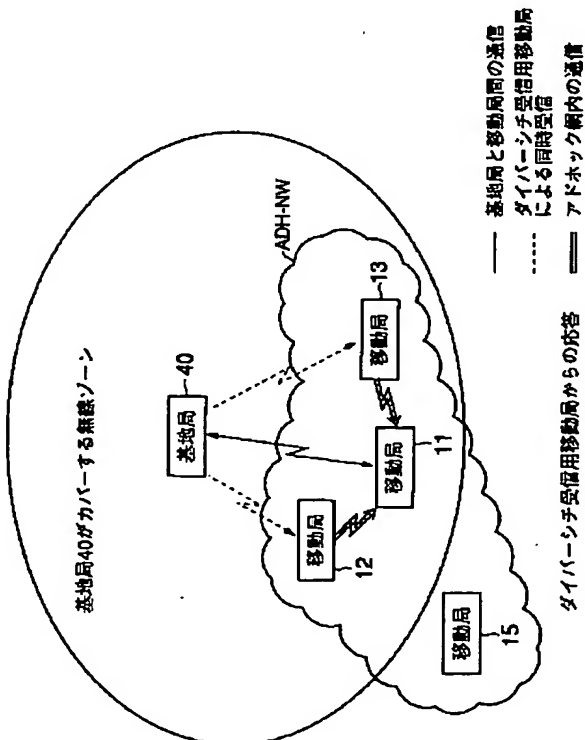 基地局40がカバーする無線ゾーン
40
基地局
ADH-NW
13
移動局
移動局
11
移動局
12
移動局
15
基地局と移動局間の通信
ダイバーシチ受信用移動局
による同時受信
アドホック網内の通信
ダイバーシチ受信用移動局からの応答